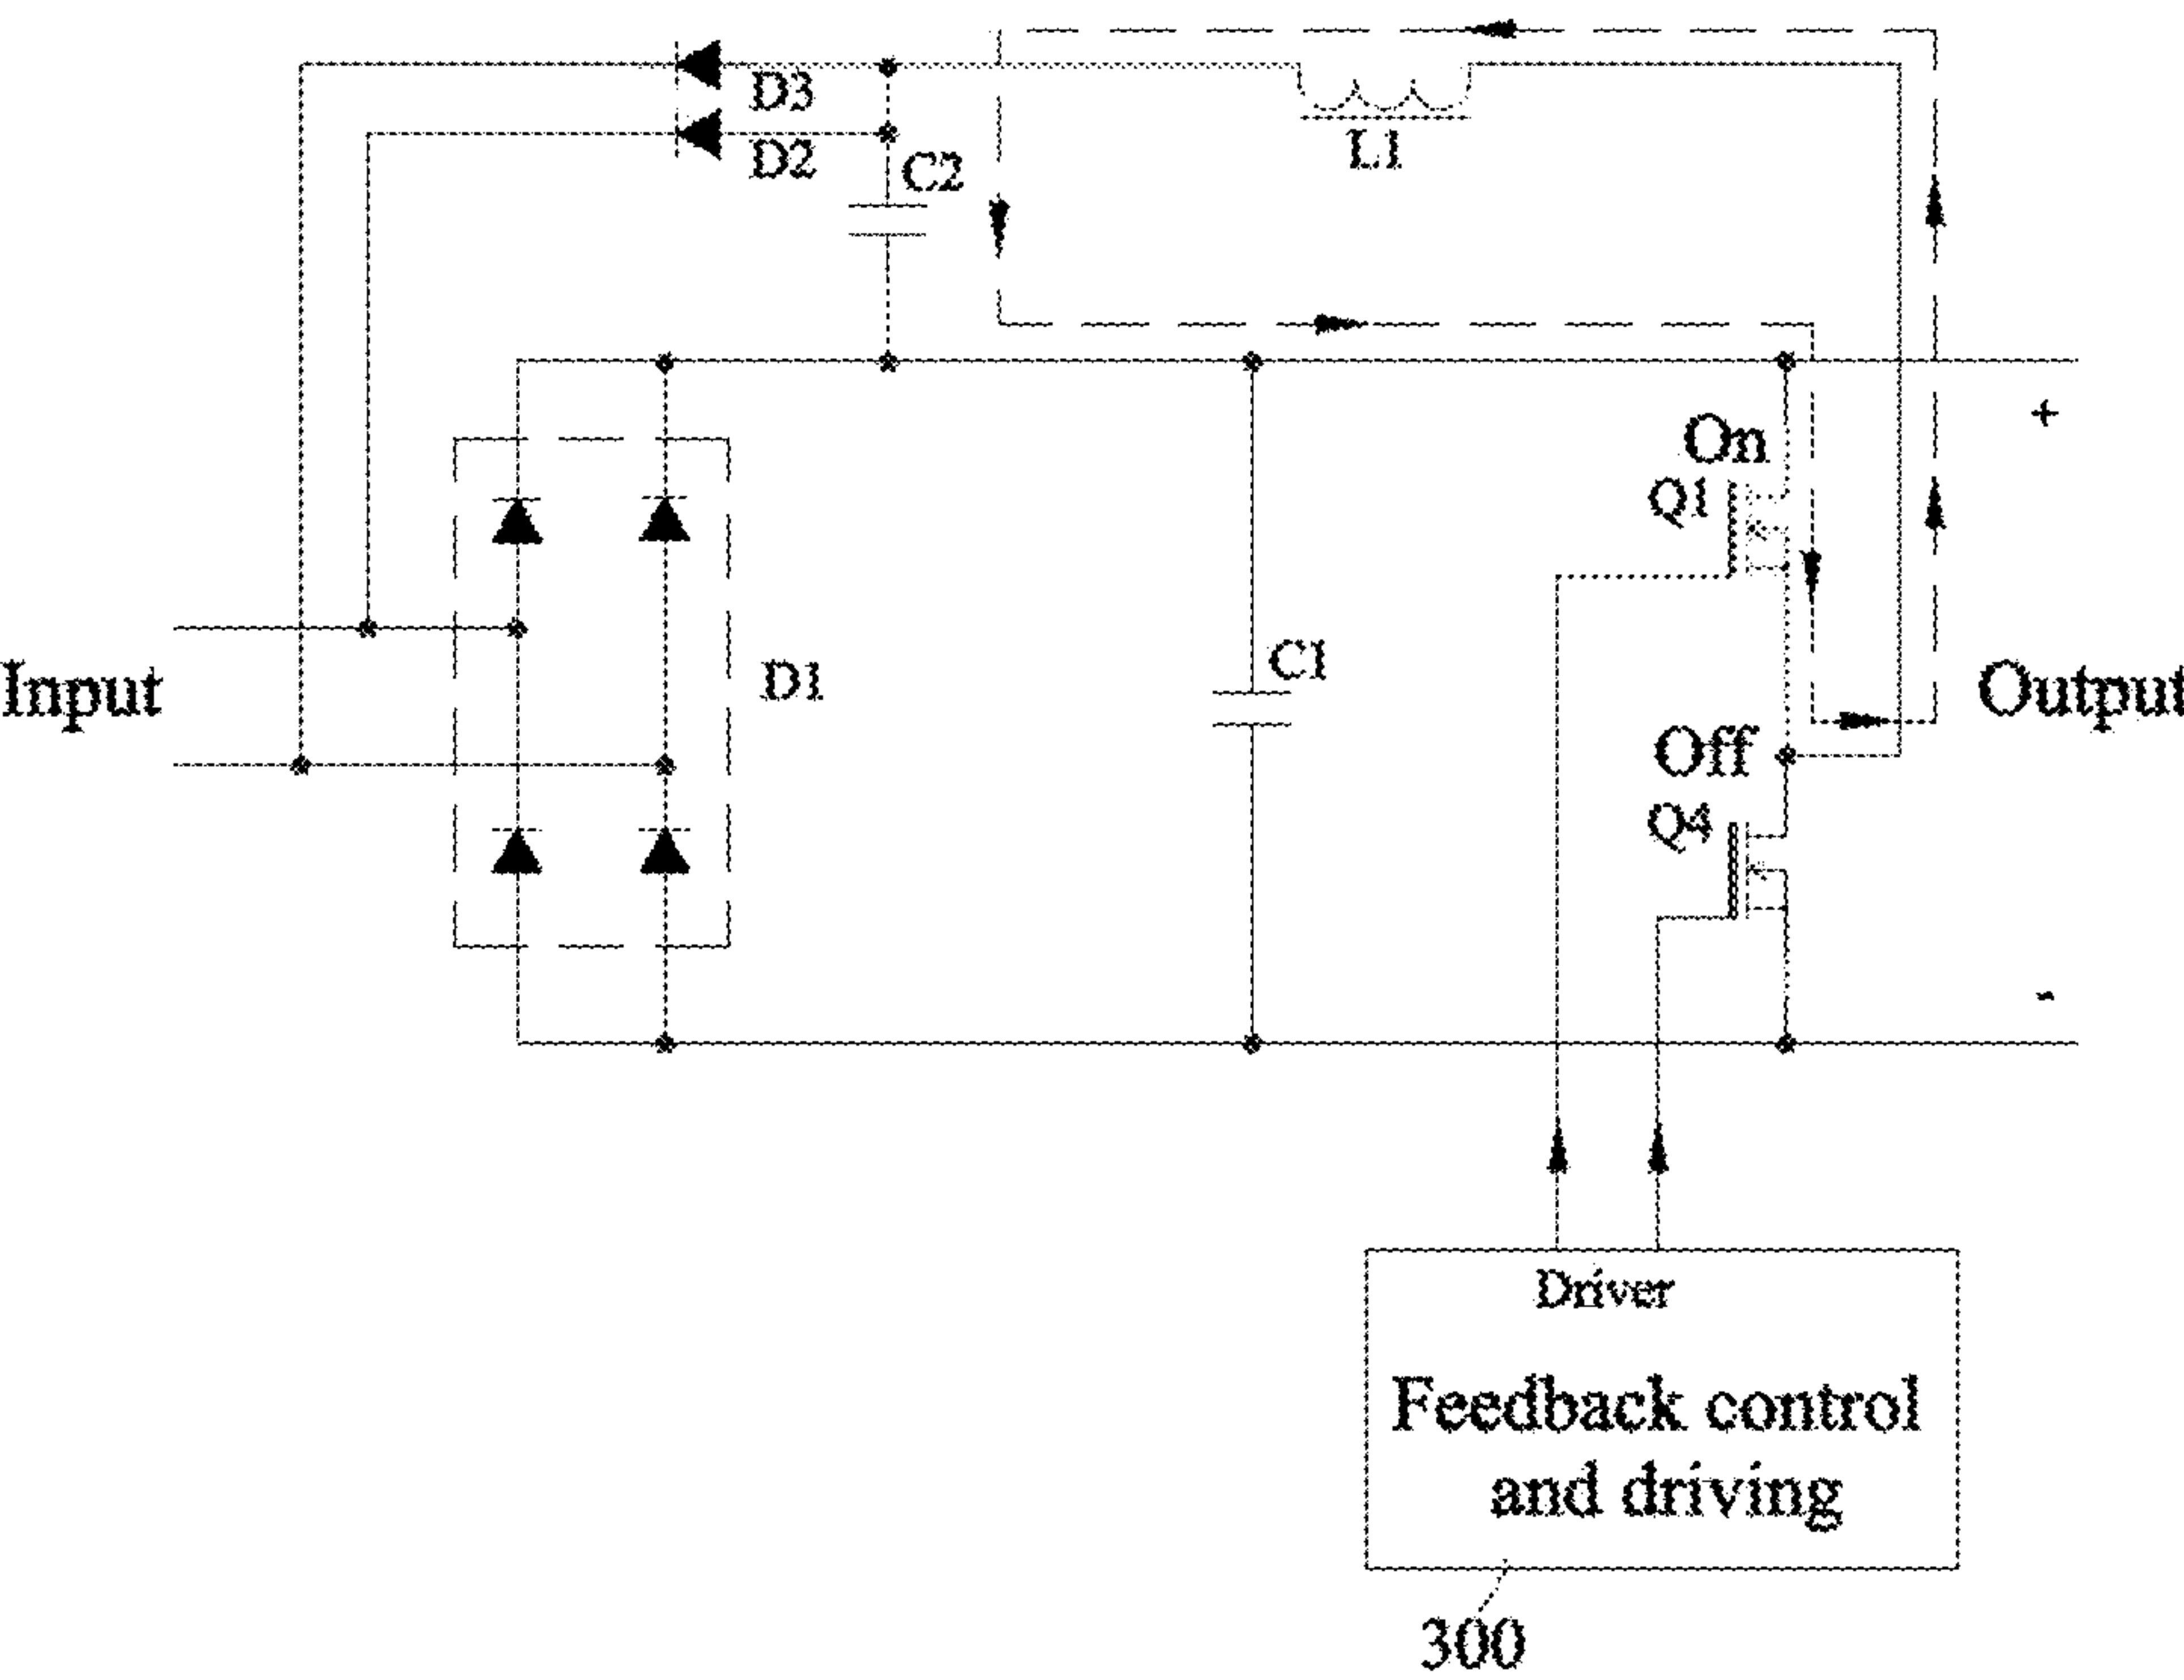 D3
D2
C2
L1
+
On
Q1
Input
D1
C1
Output
Off
Q4
-
Driver
Feedback control
and driving
300